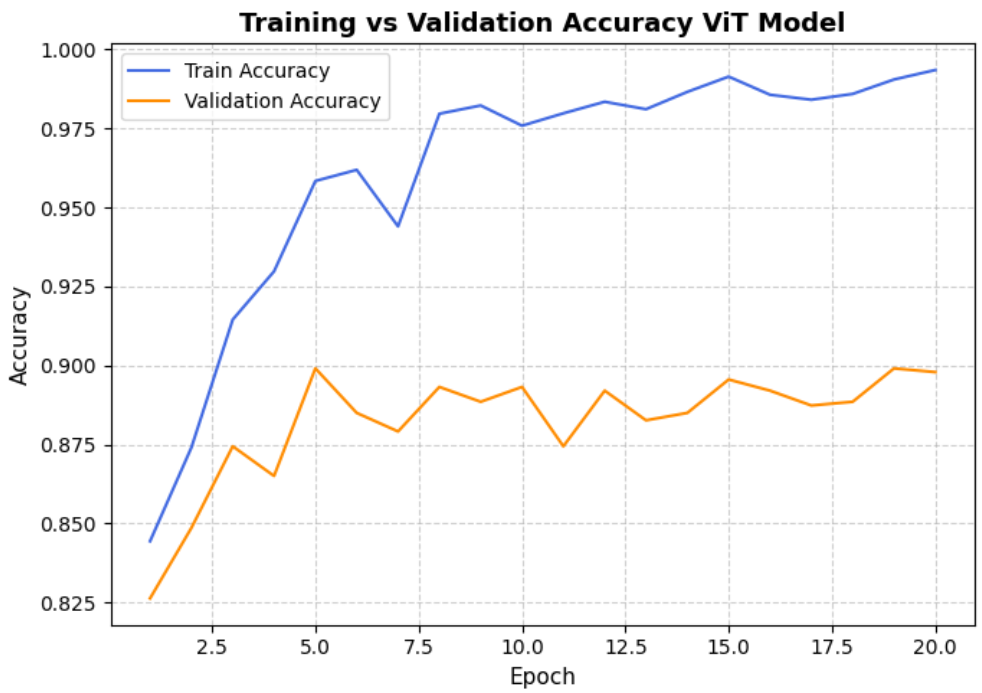 Training vs Validation Accuracy ViT Model
Train Accuracy
Validation Accuracy
1.000
0.975
0.950
0.925
0.900
0.875
0.850
0.825
Accuracy
2.5 5.0 7.5 10.0 12.5 15.0 17.5 20.0
Epoch